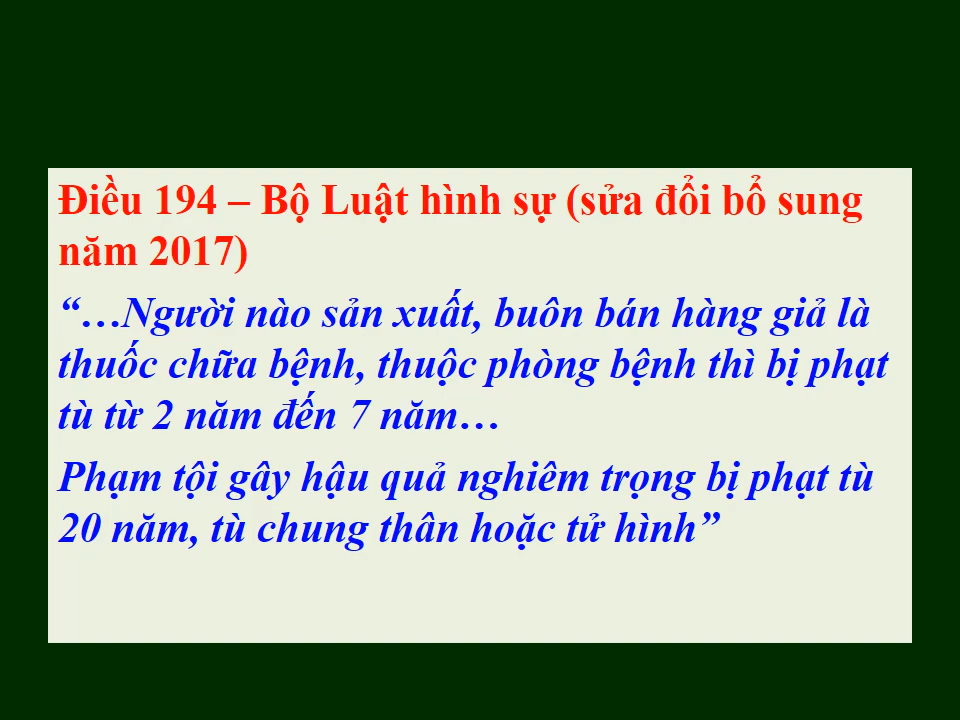 Điều 194 – Bộ Luật hình sự (sửa đổi bổ sung
năm 2017)
“…Người nào sản xuất, buôn bán hàng giả là
thuốc chữa bệnh, thuộc phòng bệnh thì bị phạt
tù từ 2 năm đến 7 năm…
Phạm tội gây hậu quả nghiêm trọng bị phạt tù
20 năm, tù chung thân hoặc tử hình”